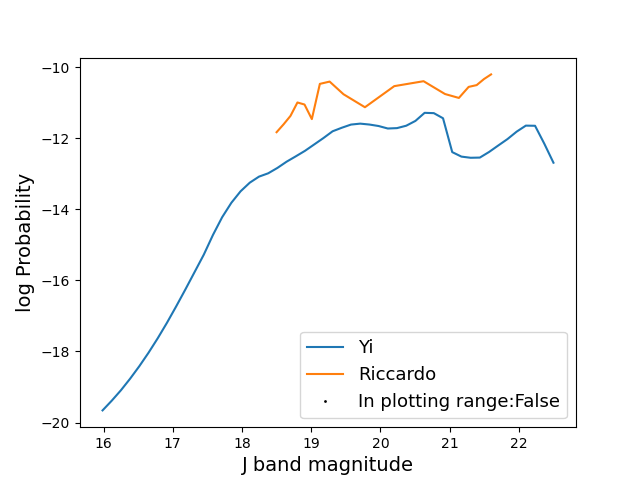 −10
−12
−14
−16
−18
−20
log Probability
16
17
18
19
20
21
22
J band magnitude
Yi
Riccardo
In plotting range:False